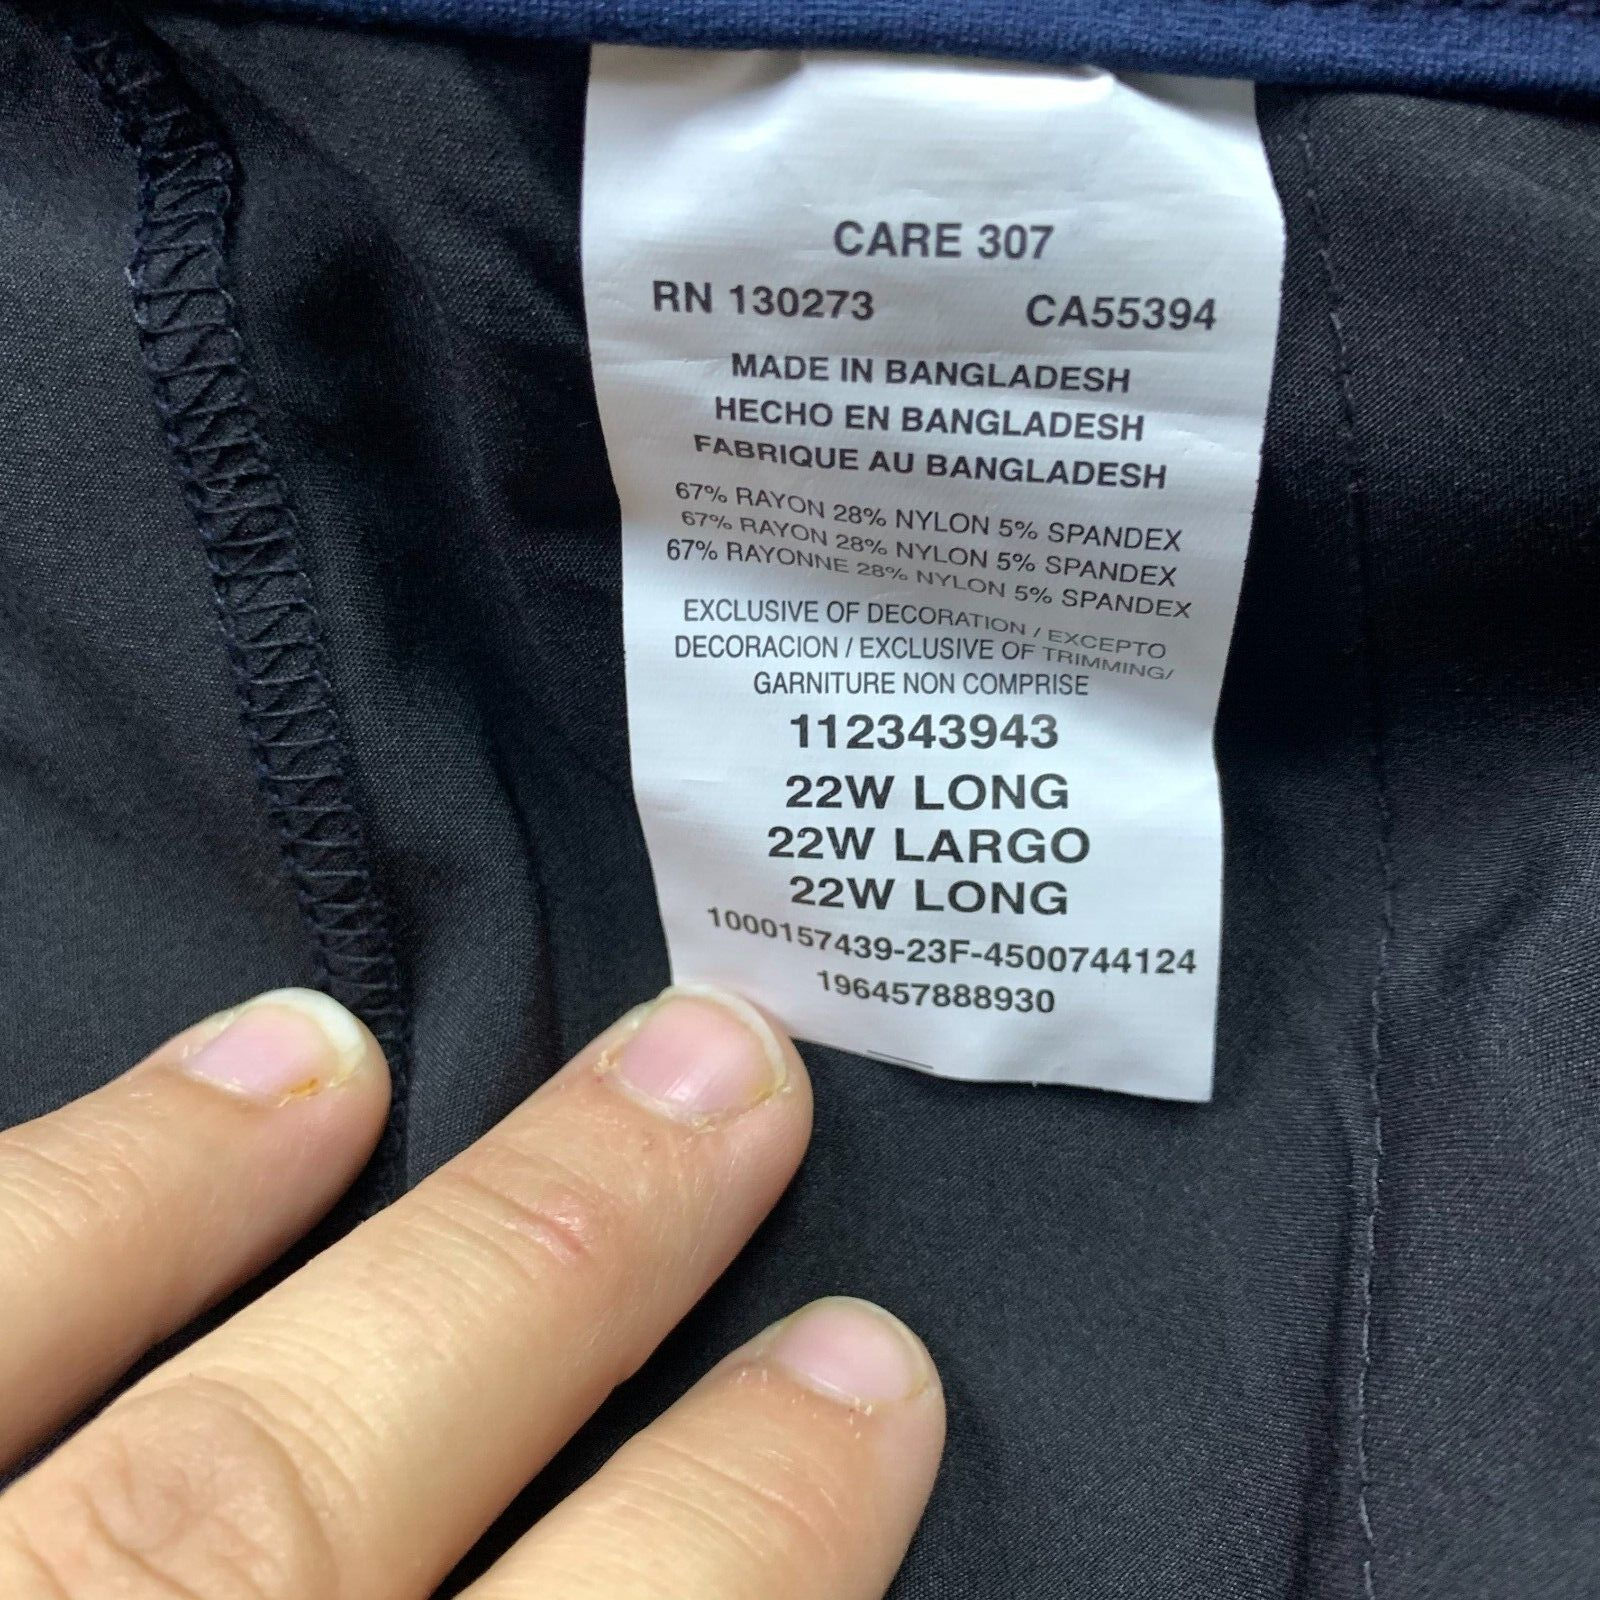 CARE 307
RN 130273 CA55394
MADE IN BANGLADESH
HECHO EN BANGLADESH
FABRIQUE AU BANGLADESH
67% RAYON 28% NYLON 5% SPANDEX
67% RAYON 28% NYLON 5% SPANDEX
67% RAYONNE 28% NYLON 5% SPANDEX
EXCLUSIVE OF DECORATION / EXCEPTO
DECORACION / EXCLUSIVE OF TRIMMING/
GARNITURE NON COMPRISE
112343943
22W LONG
22W LARGO
22W LONG
1000157439-23F-4500744124
196457888930